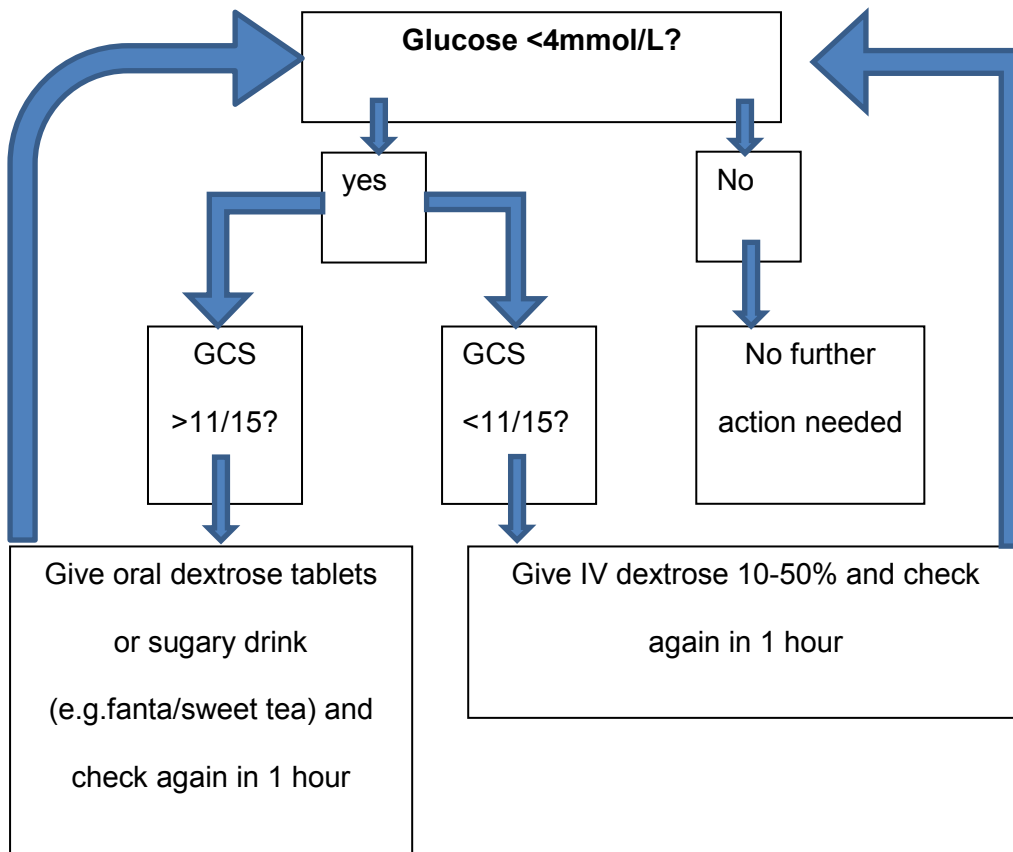 Glucose <4mmol/L?
yes
No
GCS
>11/15?
GCS
<11/15?
No further
action needed
Give oral dextrose tablets
or sugary drink
(e.g.fanta/sweet tea) and
check again in 1 hour
Give IV dextrose 10-50% and check
again in 1 hour